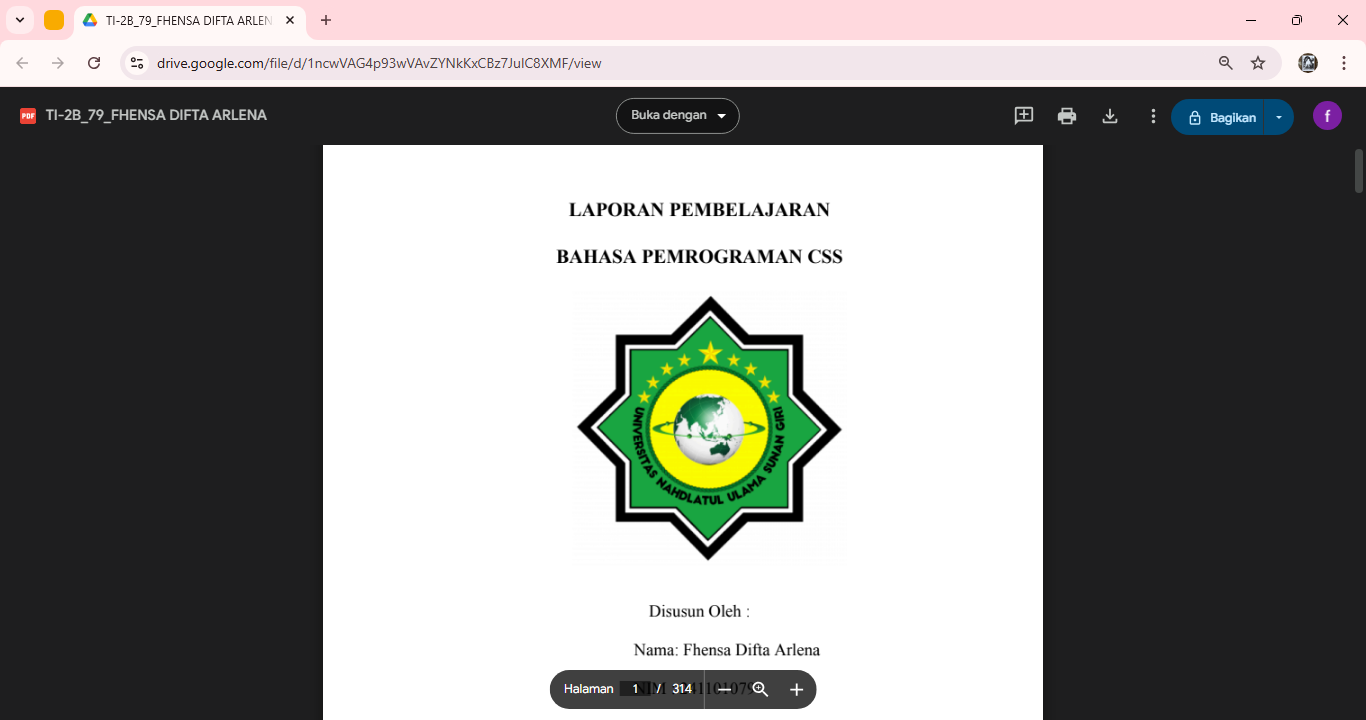 TI-2B_79_FHENSA DIFTA ARLEN
drive.google.com/file/d/1ncwVAG4p93wVAvZYNkKxCBz7JuIC8XMF/view
PDF TI-2B_79_FHENSA DIFTA ARLENA
Buka dengan
Bagikan
f
LAPORAN PEMBELAJARAN
BAHASA PEMROGRAMAN CSS
UNIVERSITAS NAHDLATUL ULAMA SUNAN GIRI
Disusun Oleh :
Nama: Fhensa Difta Arlena
Halaman 1 / 314